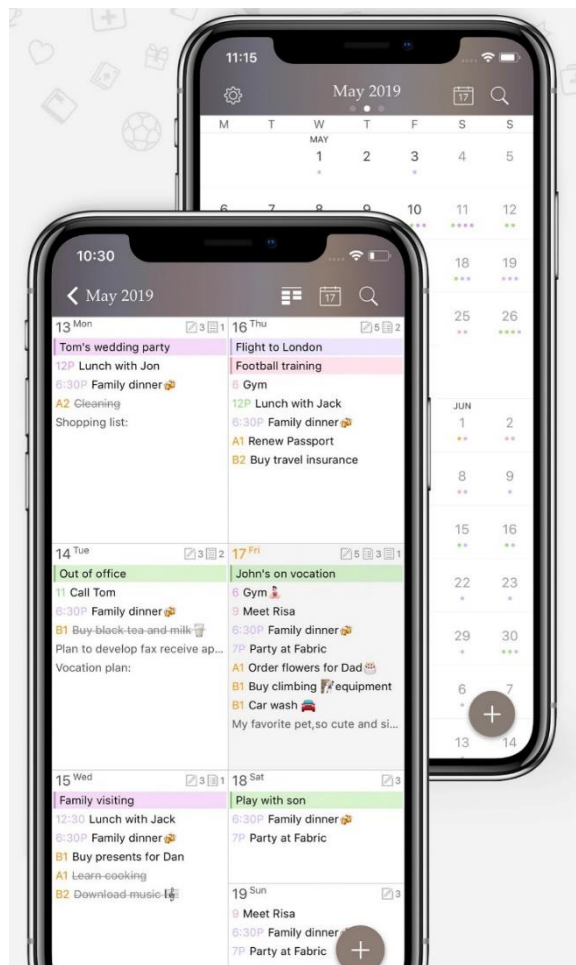 11:15
May 2019
17
M T W T F S S
MAY
1 2 3 4 5
6 7 8 9 10 11 12
18 19
25 26
JUN
1 2
8 9
15 16
22 23
29 30
6 7
13 14
10:30
May 2019
17
13 Mon 3 1
Tom's wedding party
12P Lunch with Jon
6:30P Family dinner
A2 Cleaning
Shopping list:
16 Thu 5 2
Flight to London
Football training
6 Gym
12P Lunch with Jack
6:30P Family dinner
A1 Renew Passport
B2 Buy travel insurance
14 Tue 3 2
Out of office
11 Call Tom
6:30P Family dinner
B1 Buy black tea and milk
Plan to develop fax receive ap...
Vocation plan:
17 Fri 5 3 1
John's on vocation
6 Gym
9 Meet Risa
6:30P Family dinner
7P Party at Fabric
A1 Order flowers for Dad
B1 Buy climbing equipment
B1 Car wash
My favorite pet,so cute and si...
15 Wed 3 1
Family visiting
12:30 Lunch with Jack
6:30P Family dinner
B1 Buy presents for Dan
A1 Learn cooking
B2 Download music
18 Sat 3
Play with son
6:30P Family dinner
7P Party at Fabric
19 Sun 3
9 Meet Risa
6:30P Family dinner
7P Party at Fabric